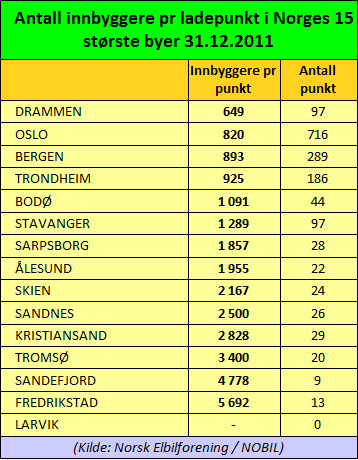 Antall innbyggere pr ladepunkt i Norges 15
største byer 31.12.2011
Innbyggere pr punkt Antall punkt
DRAMMEN 649 97
OSLO 820 716
BERGEN 893 289
TRONDHEIM 925 186
BODØ 1 091 44
STAVANGER 1 289 97
SARPSBORG 1 857 28
ÅLESUND 1 955 22
SKIEN 2 167 24
SANDNES 2 500 26
KRISTIANSAND 2 828 29
TROMSØ 3 400 20
SANDEFJORD 4 778 9
FREDRIKSTAD 5 692 13
LARVIK - 0
(Kilde: Norsk Elbilforening / NOBIL)